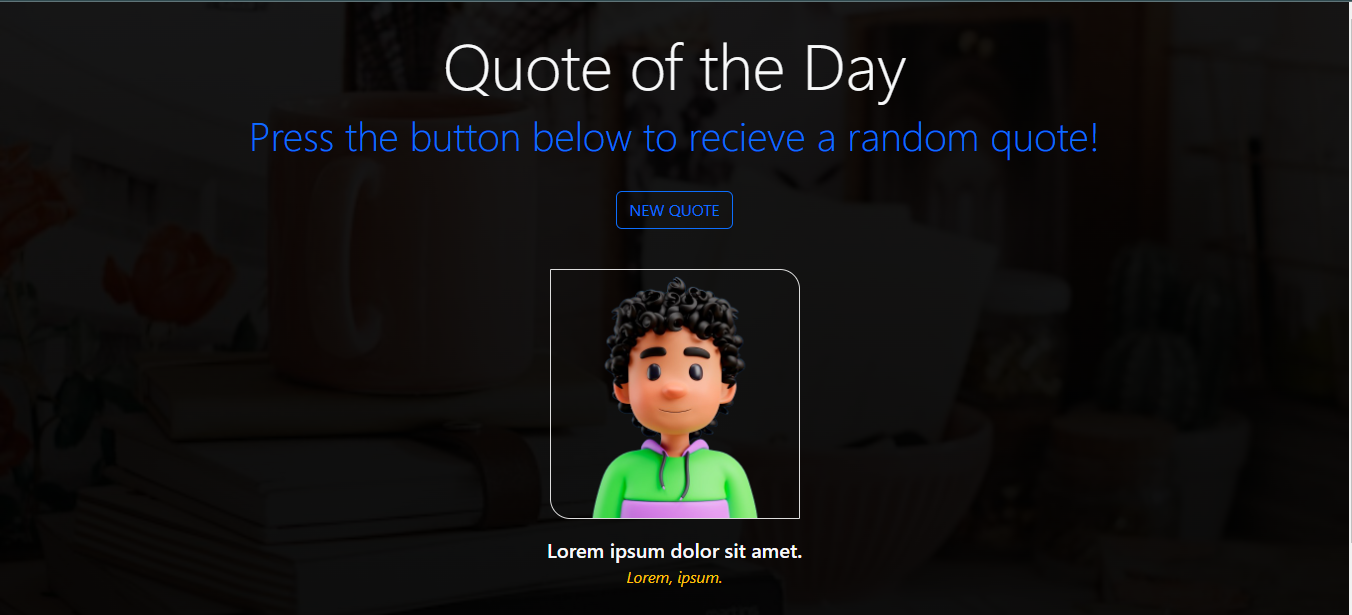 Quote of the Day
Press the button below to recieve a random quote!
NEW QUOTE
Lorem ipsum dolor sit amet.
Lorem, ipsum.